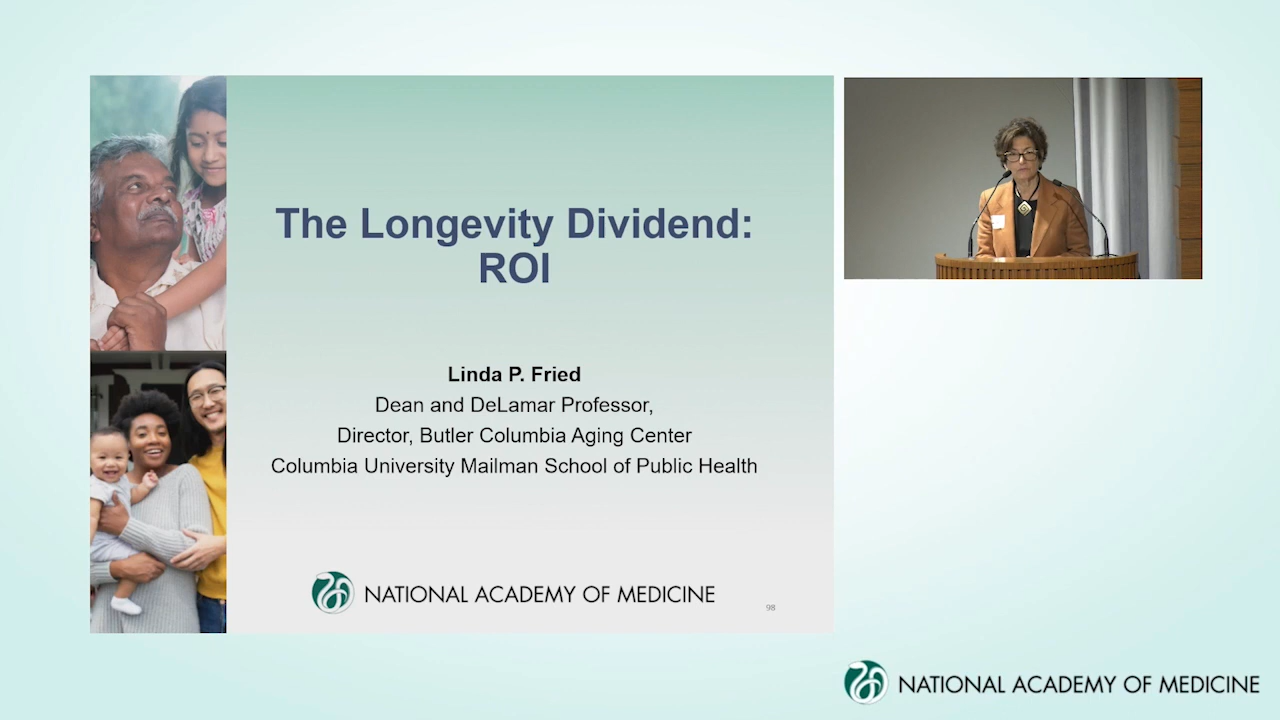 The Longevity Dividend:
ROI
Linda P. Fried
Dean and DeLamar Professor,
Director, Butler Columbia Aging Center
Columbia University Mailman School of Public Health
NATIONAL ACADEMY OF MEDICINE
98
NATIONAL ACADEMY OF MEDICINE